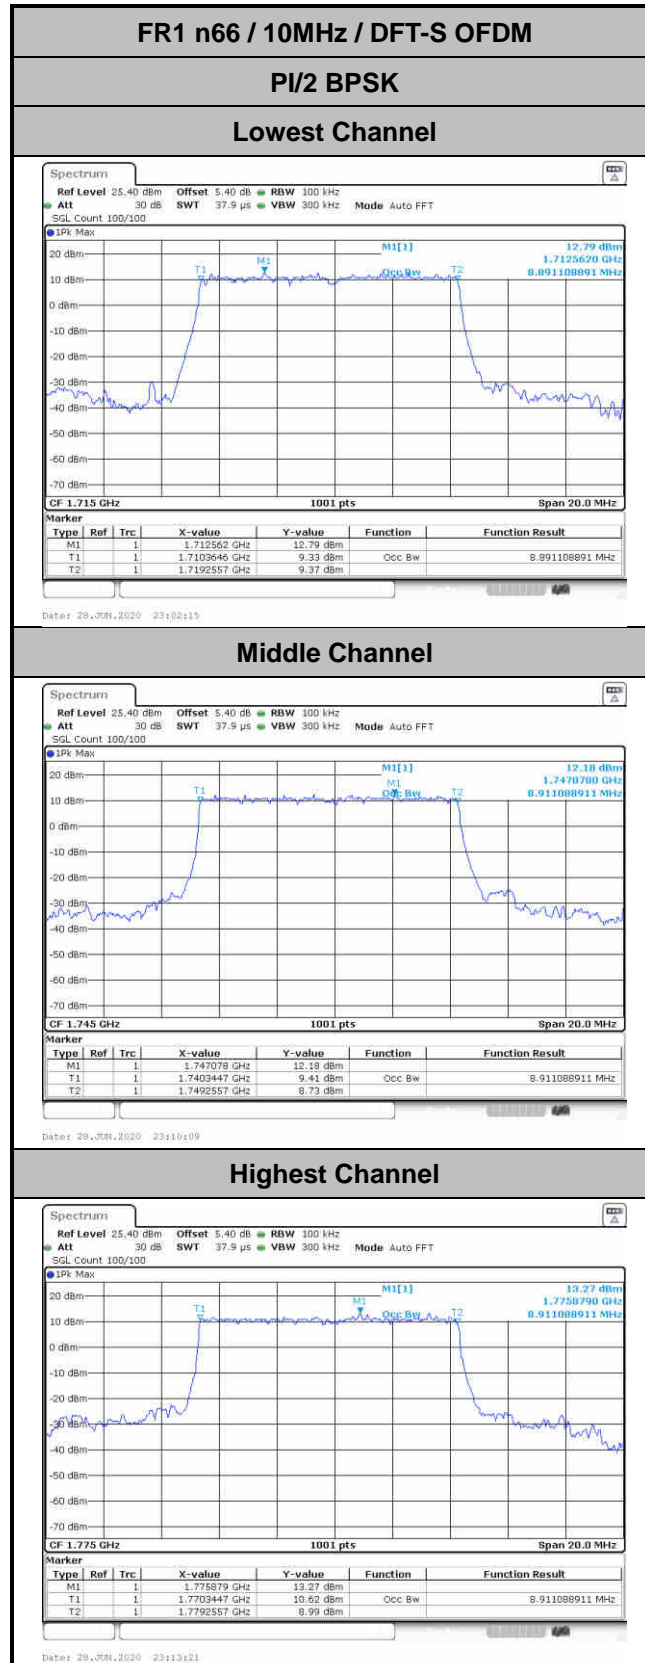 FR1 n66 / 10MHz / DFT-S OFDM
PI/2 BPSK
Lowest Channel
Spectrum
Ref Level 25.40 dBm Offset 5.40 dB RBW 100 kHz
Att 30 dB SWT 37.9 µs VBW 300 kHz Mode Auto FFT
SGL Count 100/100
1Pk Max
M1[1] 12.79 dBm
1.7125620 GHz
Occ Bw 8.891108891 MHz
T1
M1
T2
20 dBm
10 dBm
0 dBm
-10 dBm
-20 dBm
-30 dBm
-40 dBm
-50 dBm
-60 dBm
-70 dBm
CF 1.715 GHz 1001 pts Span 20.0 MHz
Marker
Type Ref Trc X-value Y-value Function Function Result
M1 1 1.712562 GHz 12.79 dBm
T1 1 1.7103646 GHz 9.33 dBm Occ Bw 8.891108891 MHz
T2 1 1.7192557 GHz 9.37 dBm
Date: 28.JUN.2020 23:02:15
Middle Channel
Spectrum
Ref Level 25.40 dBm Offset 5.40 dB RBW 100 kHz
Att 30 dB SWT 37.9 µs VBW 300 kHz Mode Auto FFT
SGL Count 100/100
1Pk Max
M1[1] 12.18 dBm
1.7470780 GHz
Occ Bw 8.911088911 MHz
T1
M1
T2
20 dBm
10 dBm
0 dBm
-10 dBm
-20 dBm
-30 dBm
-40 dBm
-50 dBm
-60 dBm
-70 dBm
CF 1.745 GHz 1001 pts Span 20.0 MHz
Marker
Type Ref Trc X-value Y-value Function Function Result
M1 1 1.747078 GHz 12.18 dBm
T1 1 1.7403447 GHz 9.41 dBm Occ Bw 8.911088911 MHz
T2 1 1.7492557 GHz 8.73 dBm
Date: 28.JUN.2020 23:10:09
Highest Channel
Spectrum
Ref Level 25.40 dBm Offset 5.40 dB RBW 100 kHz
Att 30 dB SWT 37.9 µs VBW 300 kHz Mode Auto FFT
SGL Count 100/100
1Pk Max
M1[1] 13.27 dBm
1.7758790 GHz
Occ Bw 8.911088911 MHz
T1
M1
T2
20 dBm
10 dBm
0 dBm
-10 dBm
-20 dBm
-30 dBm
-40 dBm
-50 dBm
-60 dBm
-70 dBm
CF 1.775 GHz 1001 pts Span 20.0 MHz
Marker
Type Ref Trc X-value Y-value Function Function Result
M1 1 1.775879 GHz 13.27 dBm
T1 1 1.7703447 GHz 10.62 dBm Occ Bw 8.911088911 MHz
T2 1 1.7792557 GHz 8.99 dBm
Date: 28.JUN.2020 23:13:21